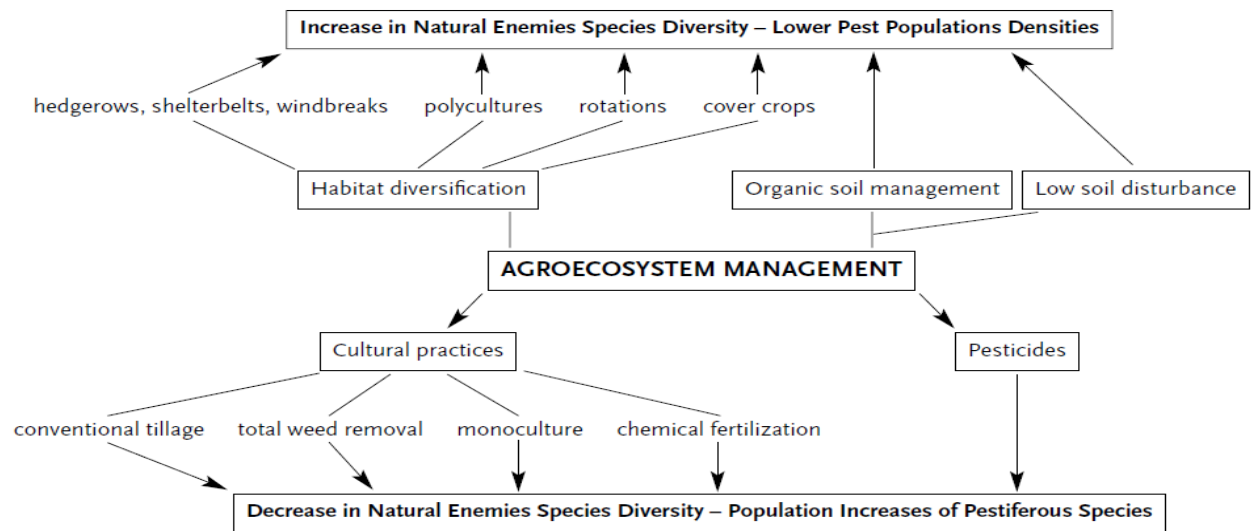 Increase in Natural Enemies Species Diversity – Lower Pest Populations Densities
hedgerows, shelterbelts, windbreaks polycultures rotations cover crops
Habitat diversification Organic soil management Low soil disturbance
AGROECOSYSTEM MANAGEMENT
Cultural practices Pesticides
conventional tillage total weed removal monoculture chemical fertilization
Decrease in Natural Enemies Species Diversity – Population Increases of Pestiferous Species